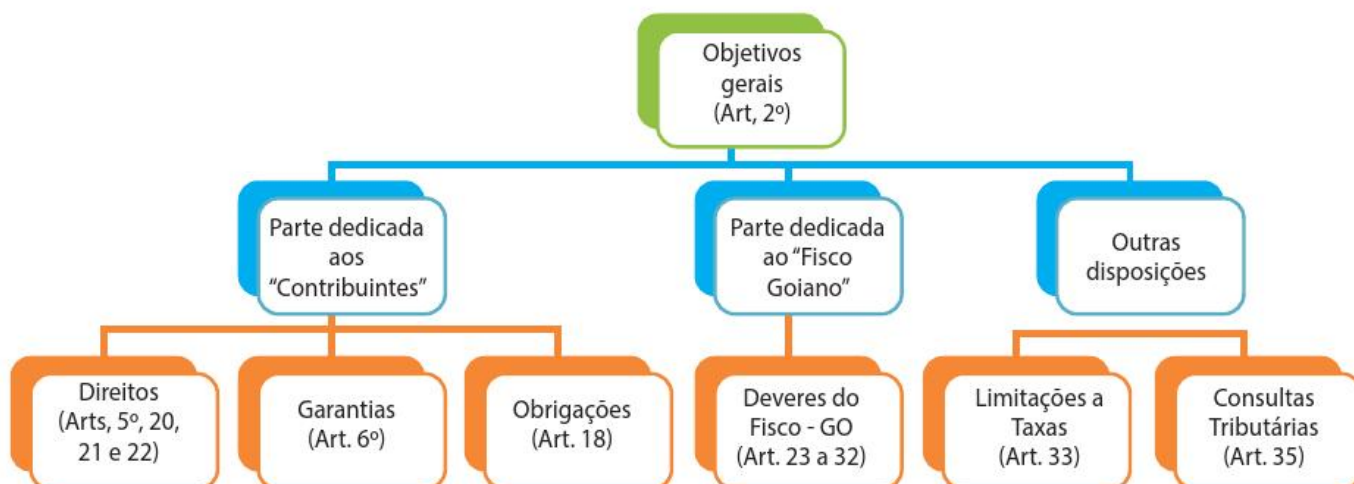 Objetivos
gerais
(Art, 2º)
Parte dedicada
aos
“Contribuintes”
Parte dedicada
ao “Fisco
Goiano”
Outras
disposições
Direitos
(Arts, 5º, 20,
21 e 22)
Garantias
(Art. 6º)
Obrigações
(Art. 18)
Deveres do
Fisco - GO
(Art. 23 a 32)
Limitações a
Taxas
(Art. 33)
Consultas
Tributárias
(Art. 35)